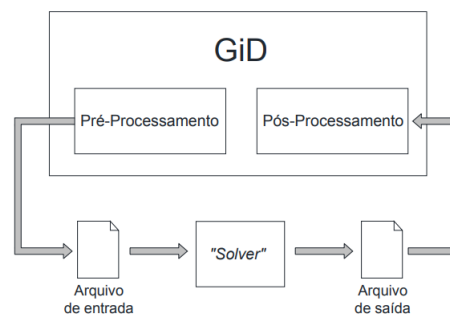 GiD
Pré-Processamento
Pós-Processamento
"Solver"
Arquivo
de entrada
Arquivo
de saída